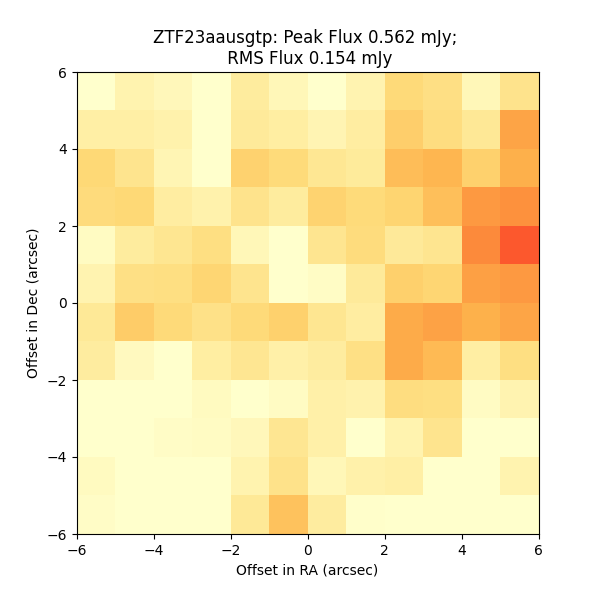 ZTF23aausgtp: Peak Flux 0.562 mJy;
RMS Flux 0.154 mJy
6
4
2
0
−2
−4
−6
Offset in Dec (arcsec)
−6 −4 −2 0 2 4 6
Offset in RA (arcsec)